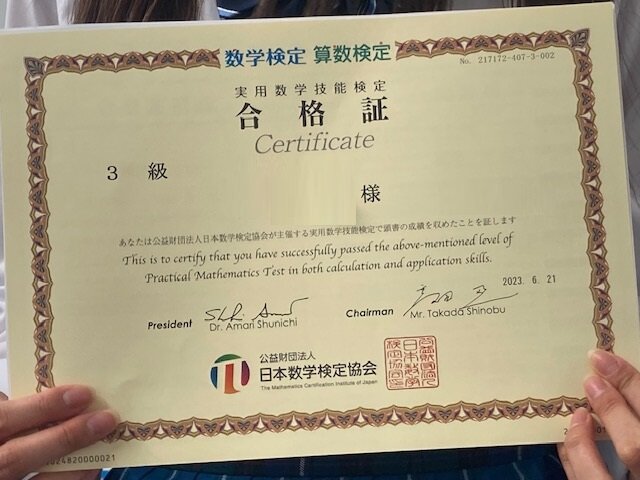 数学検定 算数検定
No. 217172-407-3-002
実用数学技能検定
合格証
Certificate
3 級
様
あなたは公益財団法人日本数学検定協会が主催する実用数学技能検定で頭書の成績を収めたことを証します
This is to certify that you have successfully passed the above-mentioned level of
Practical Mathematics Test in both calculation and application skills.
2023. 6. 21
President Dr. Amari Shunichi
Chairman Mr. Takada Shinobu
公益財団法人
日本数学検定協会
The Mathematics Certification Institute of Japan
024820000021